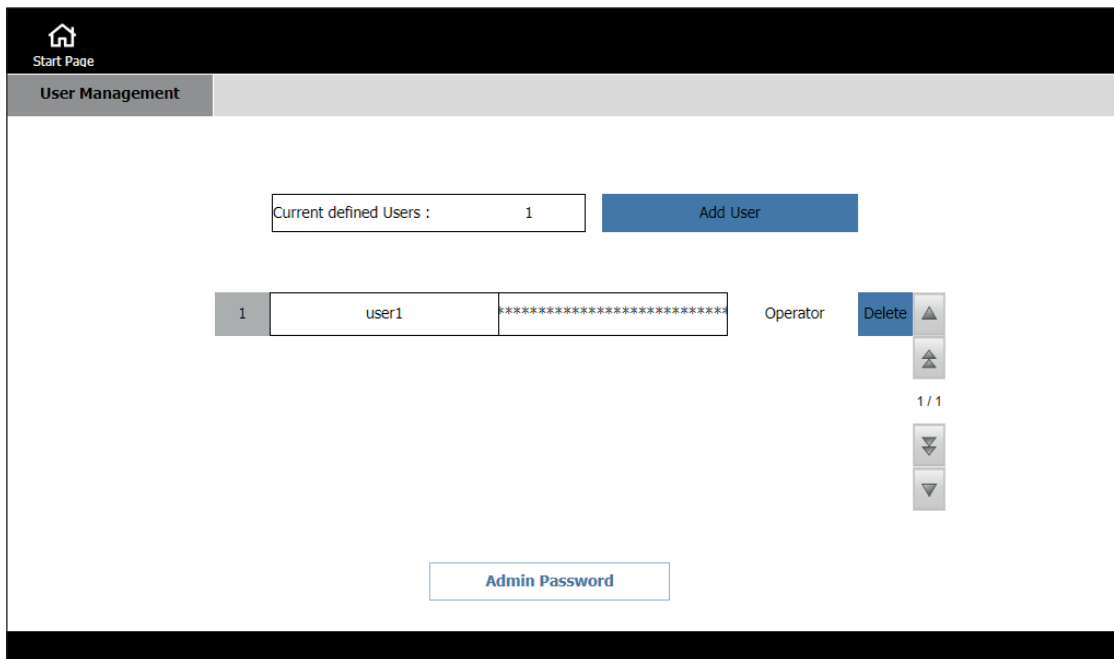 Start Page
User Management
Current defined Users : 1
Add User
1 user1 ***************************** Operator Delete
1 / 1
Admin Password